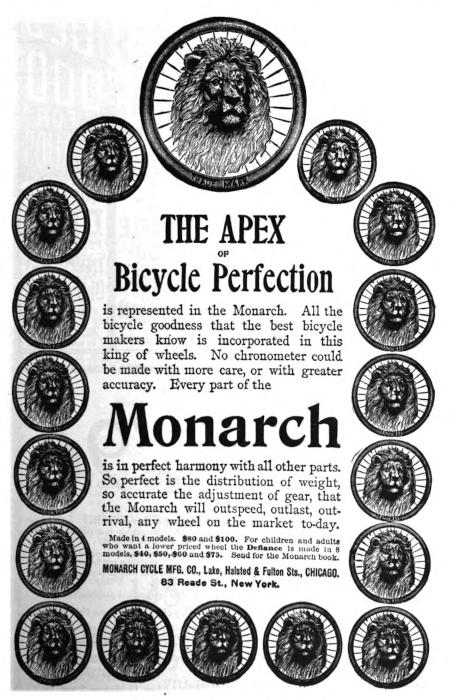 TRADE MARK
THE APEX
OF
Bicycle Perfection
is represented in the Monarch. All the
bicycle goodness that the best bicycle
makers know is incorporated in this
king of wheels. No chronometer could
be made with more care, or with greater
accuracy. Every part of the
Monarch
is in perfect harmony with all other parts.
So perfect is the distribution of weight,
so accurate the adjustment of gear, that
the Monarch will outspeed, outlast, out-
rival, any wheel on the market to-day.
Made in 4 models. $80 and $100. For children and adults
who want a lower priced wheel the Defiance is made in 8
models, $40, $50, $60 and $75. Send for the Monarch book.
MONARCH CYCLE MFG. CO., Lake, Halsted & Fulton Sts., CHICAGO.
83 Reade St., New York.